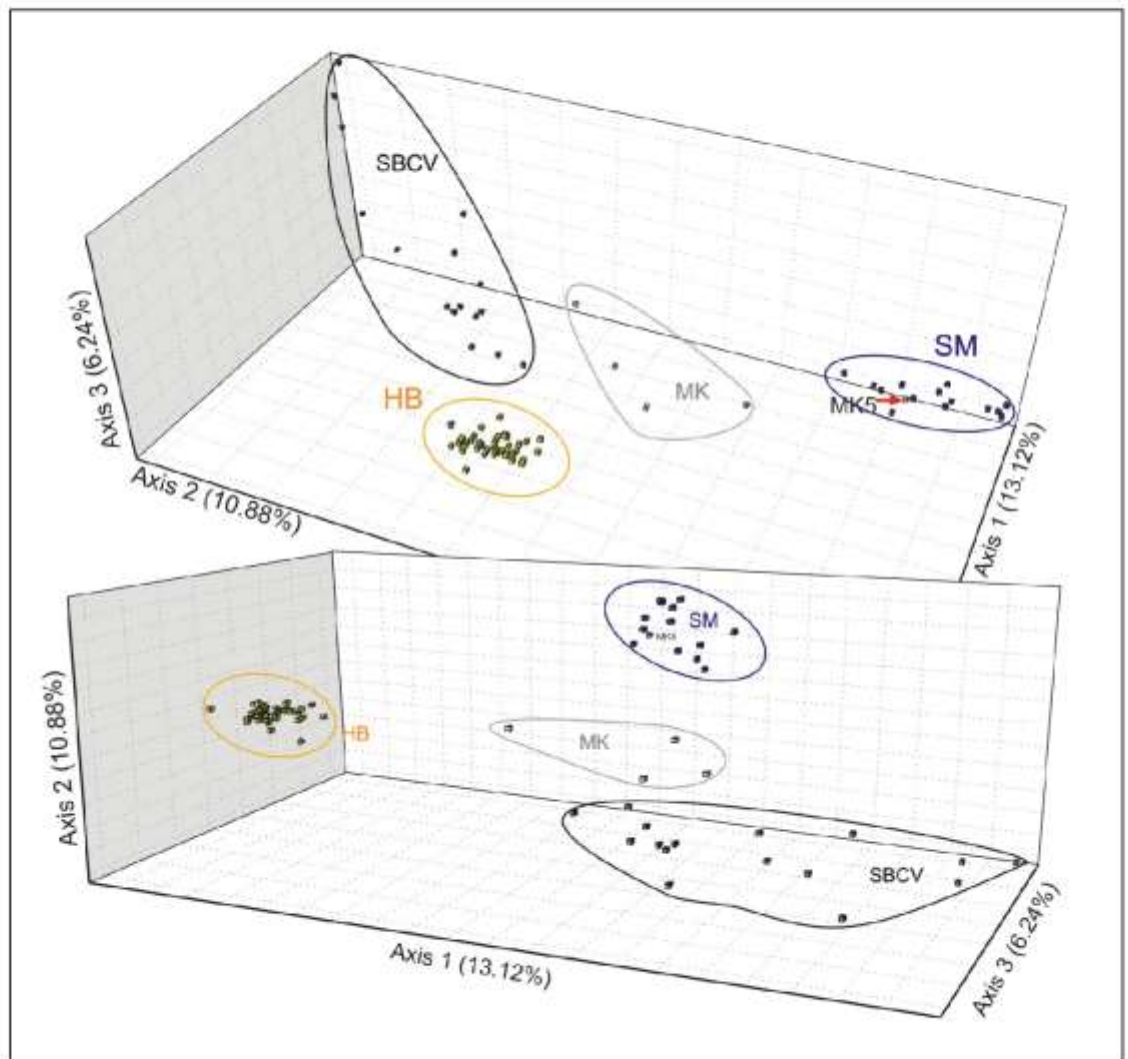 SBCV
SM
MK
MK5
HB
Axis 3 (6.24%)
Axis 2 (10.88%)
Axis 1 (13.12%)
SM
MK5
MK
HB
SBCV
Axis 2 (10.88%)
Axis 1 (13.12%)
Axis 3 (6.24%)